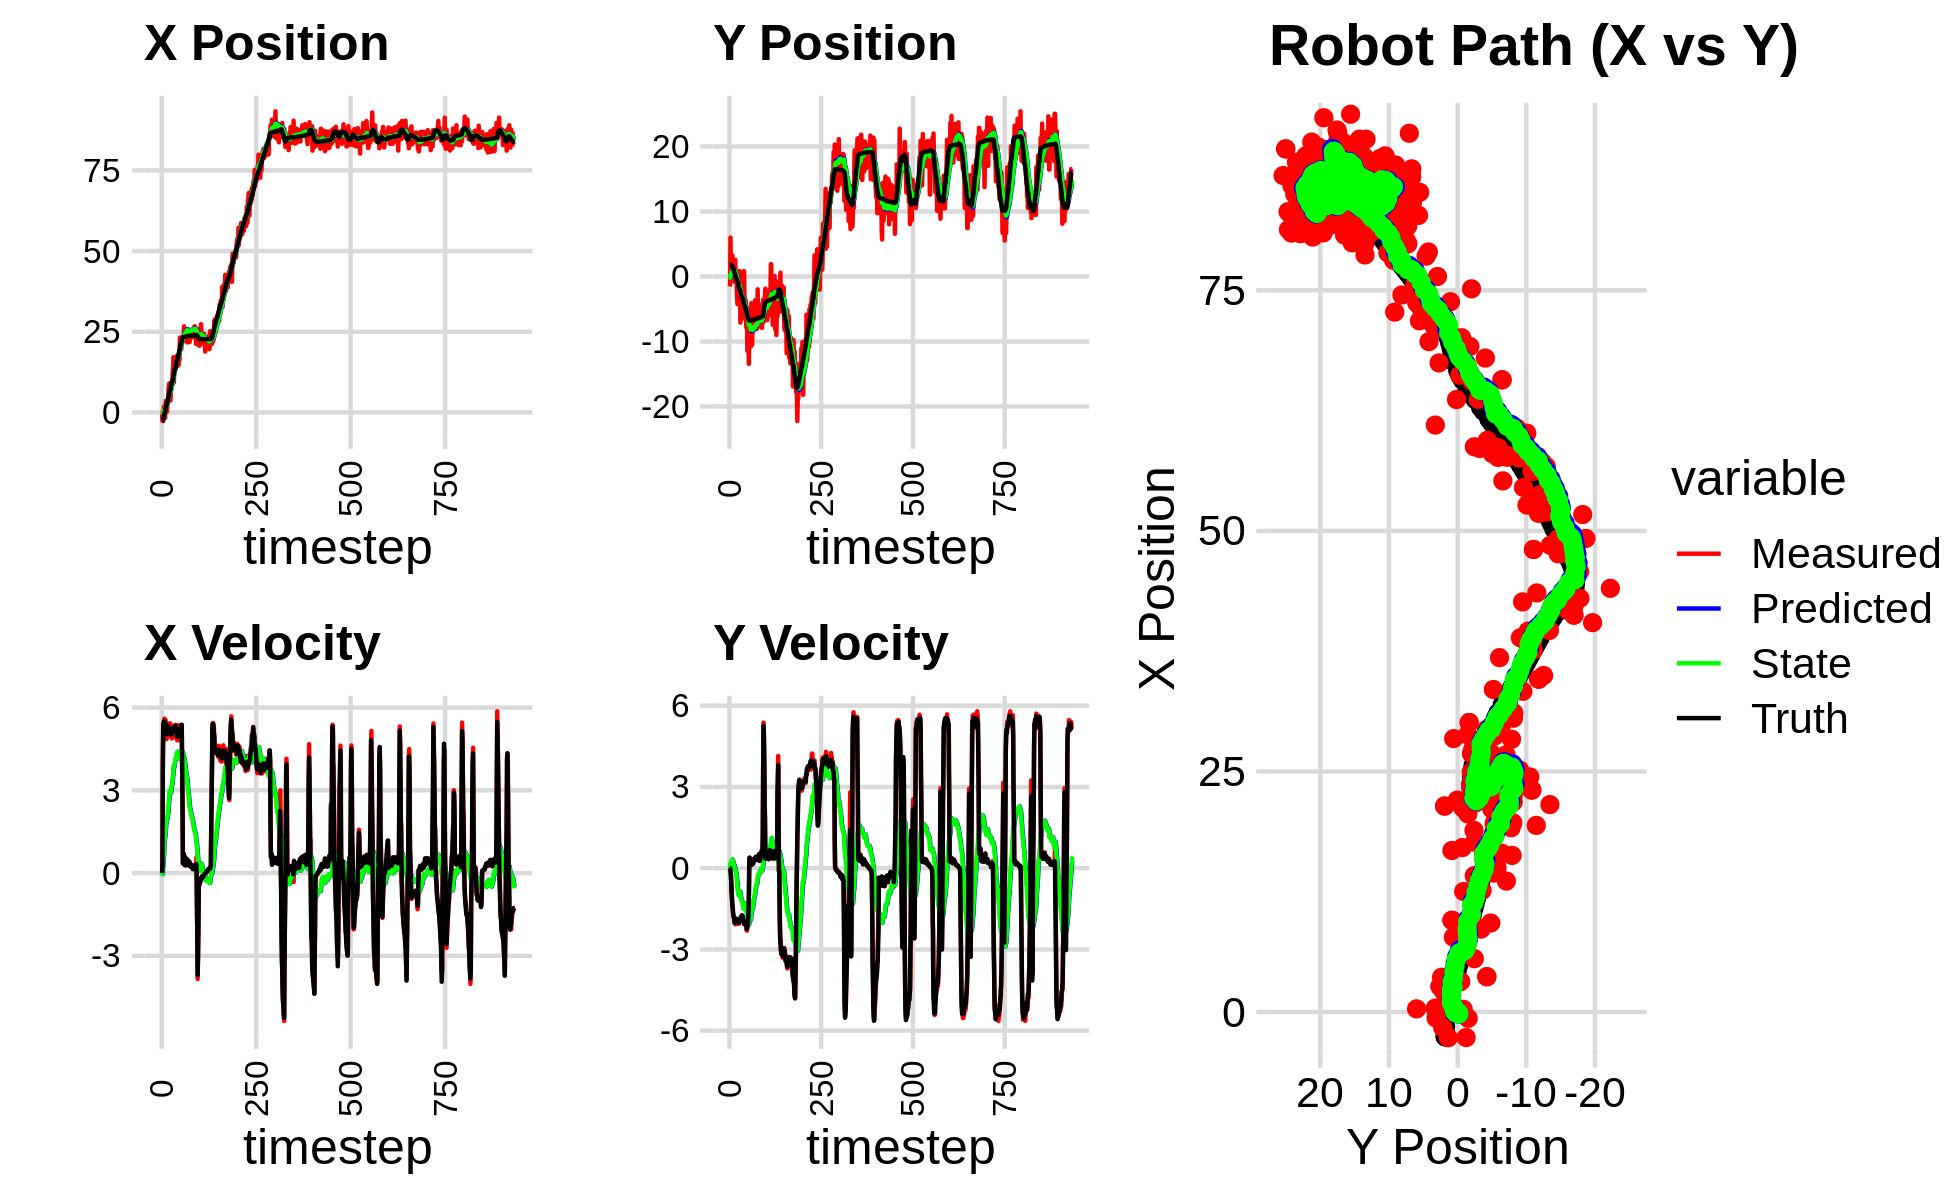 X Position
75
50
25
0
0
250
500
750
timestep
Y Position
20
10
0
-10
-20
0
250
500
750
timestep
X Velocity
6
3
0
-3
0
250
500
750
timestep
Y Velocity
6
3
0
-3
-6
0
250
500
750
timestep
Robot Path (X vs Y)
X Position
75
50
25
0
20 10 0 -10 -20
Y Position
variable
Measured
Predicted
State
Truth